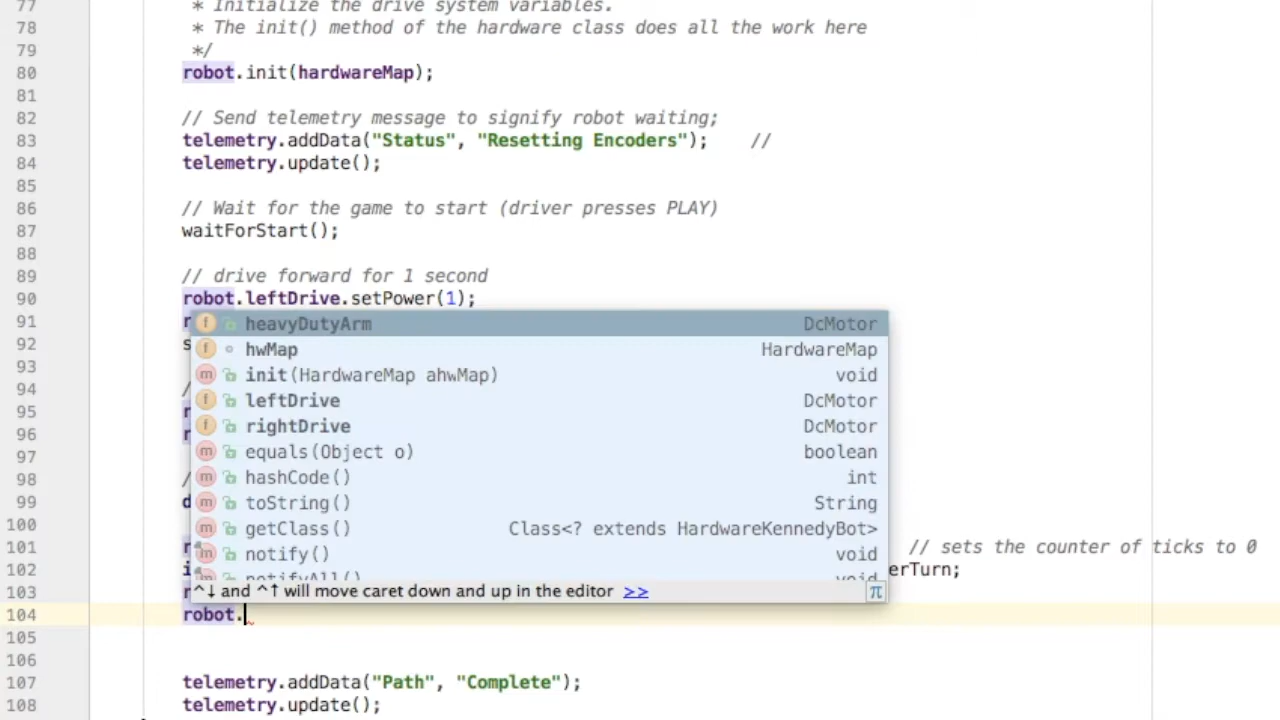 77 * Initialize the drive system variables.
78 * The init() method of the hardware class does all the work here
79 */
80 robot.init(hardwareMap);
81
82 // Send telemetry message to signify robot waiting;
83 telemetry.addData("Status", "Resetting Encoders"); //
84 telemetry.update();
85
86 // Wait for the game to start (driver presses PLAY)
87 waitForStart();
88
89 // drive forward for 1 second
90 robot.leftDrive.setPower(1);
91 r
f heavyDutyArm DcMotor
92 s
f hwMap HardwareMap
93
m init(HardwareMap ahwMap) void
94 /
f leftDrive DcMotor
95 r
f rightDrive DcMotor
96 r
m equals(Object o) boolean
97
m hashCode() int
98 /
m toString() String
99 d
m getClass() Class<? extends HardwareKennedyBot>
100
m notify() void
101 r // sets the counter of ticks to 0
notifyAll() void
102 i erTurn;
103 r
^↓ and ^↑ will move caret down and up in the editor >> π
104 robot.
105
106
107 telemetry.addData("Path", "Complete");
108 telemetry.update();